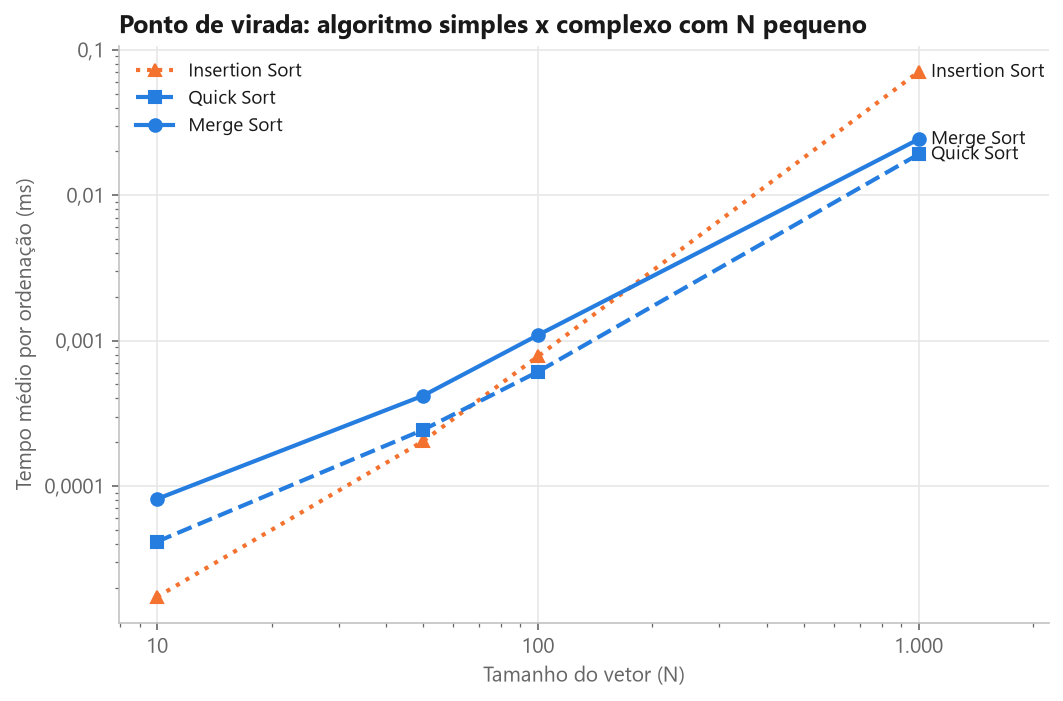 Ponto de virada: algoritmo simples x complexo com N pequeno
Insertion Sort
Quick Sort
Merge Sort
0,1
0,01
0,001
0,0001
Tempo médio por ordenação (ms)
Insertion Sort
Merge Sort
Quick Sort
10
100
1.000
Tamanho do vetor (N)